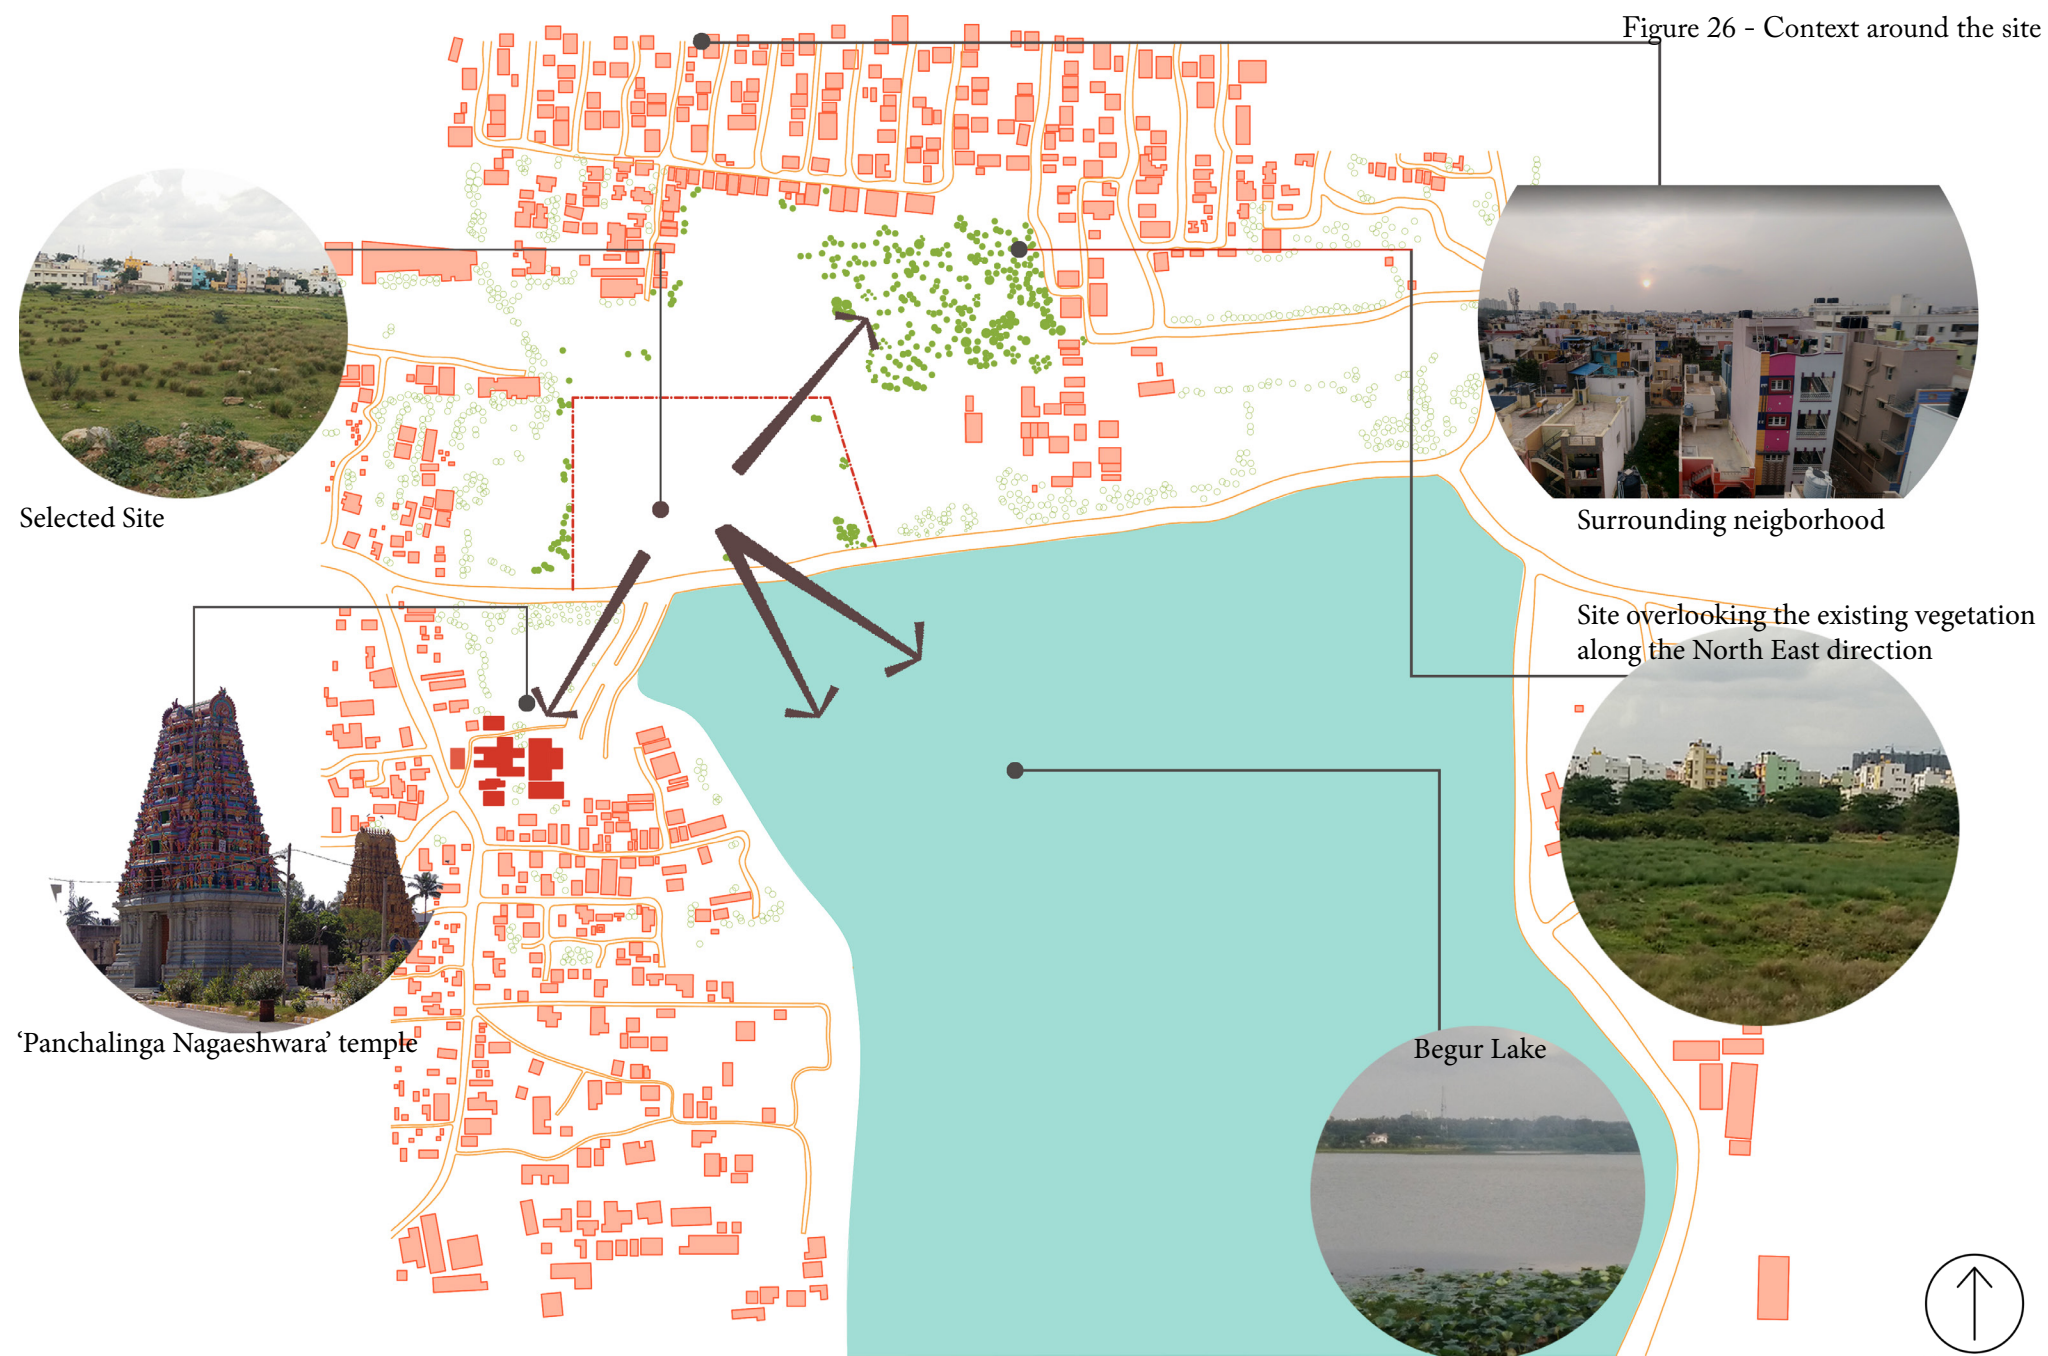 Figure 26 - Context around the site
Selected Site
Surrounding neigborhood
Site overlooking the existing vegetation
along the North East direction
‘Panchalinga Nagaeshwara’ temple
Begur Lake